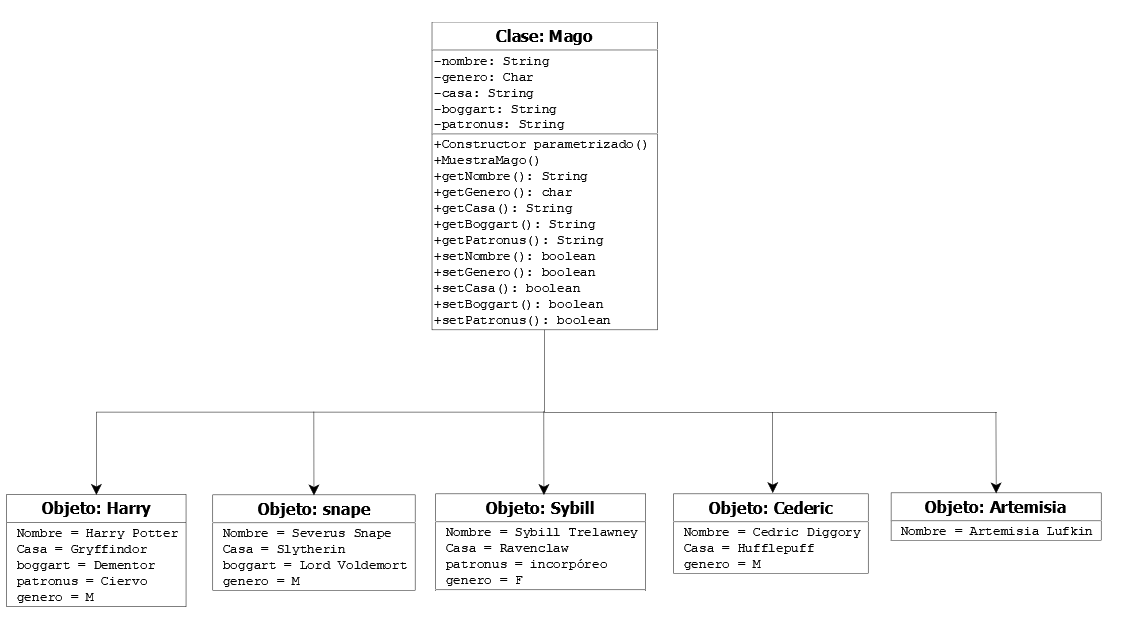 Clase: Mago
-nombre: String
-genero: Char
-casa: String
-boggart: String
-patronus: String
+Constructor parametrizado()
+MuestraMago()
+getNombre(): String
+getGenero(): char
+getCasa(): String
+getBoggart(): String
+getPatronus(): String
+setNombre(): boolean
+setGenero(): boolean
+setCasa(): boolean
+setBoggart(): boolean
+setPatronus(): boolean
Objeto: Harry
Nombre = Harry Potter
Casa = Gryffindor
boggart = Dementor
patronus = Ciervo
genero = M
Objeto: snape
Nombre = Severus Snape
Casa = Slytherin
boggart = Lord Voldemort
genero = M
Objeto: Sybill
Nombre = Sybill Trelawney
Casa = Ravenclaw
patronus = incorpóreo
genero = F
Objeto: Cederic
Nombre = Cedric Diggory
Casa = Hufflepuff
genero = M
Objeto: Artemisia
Nombre = Artemisia Lufkin